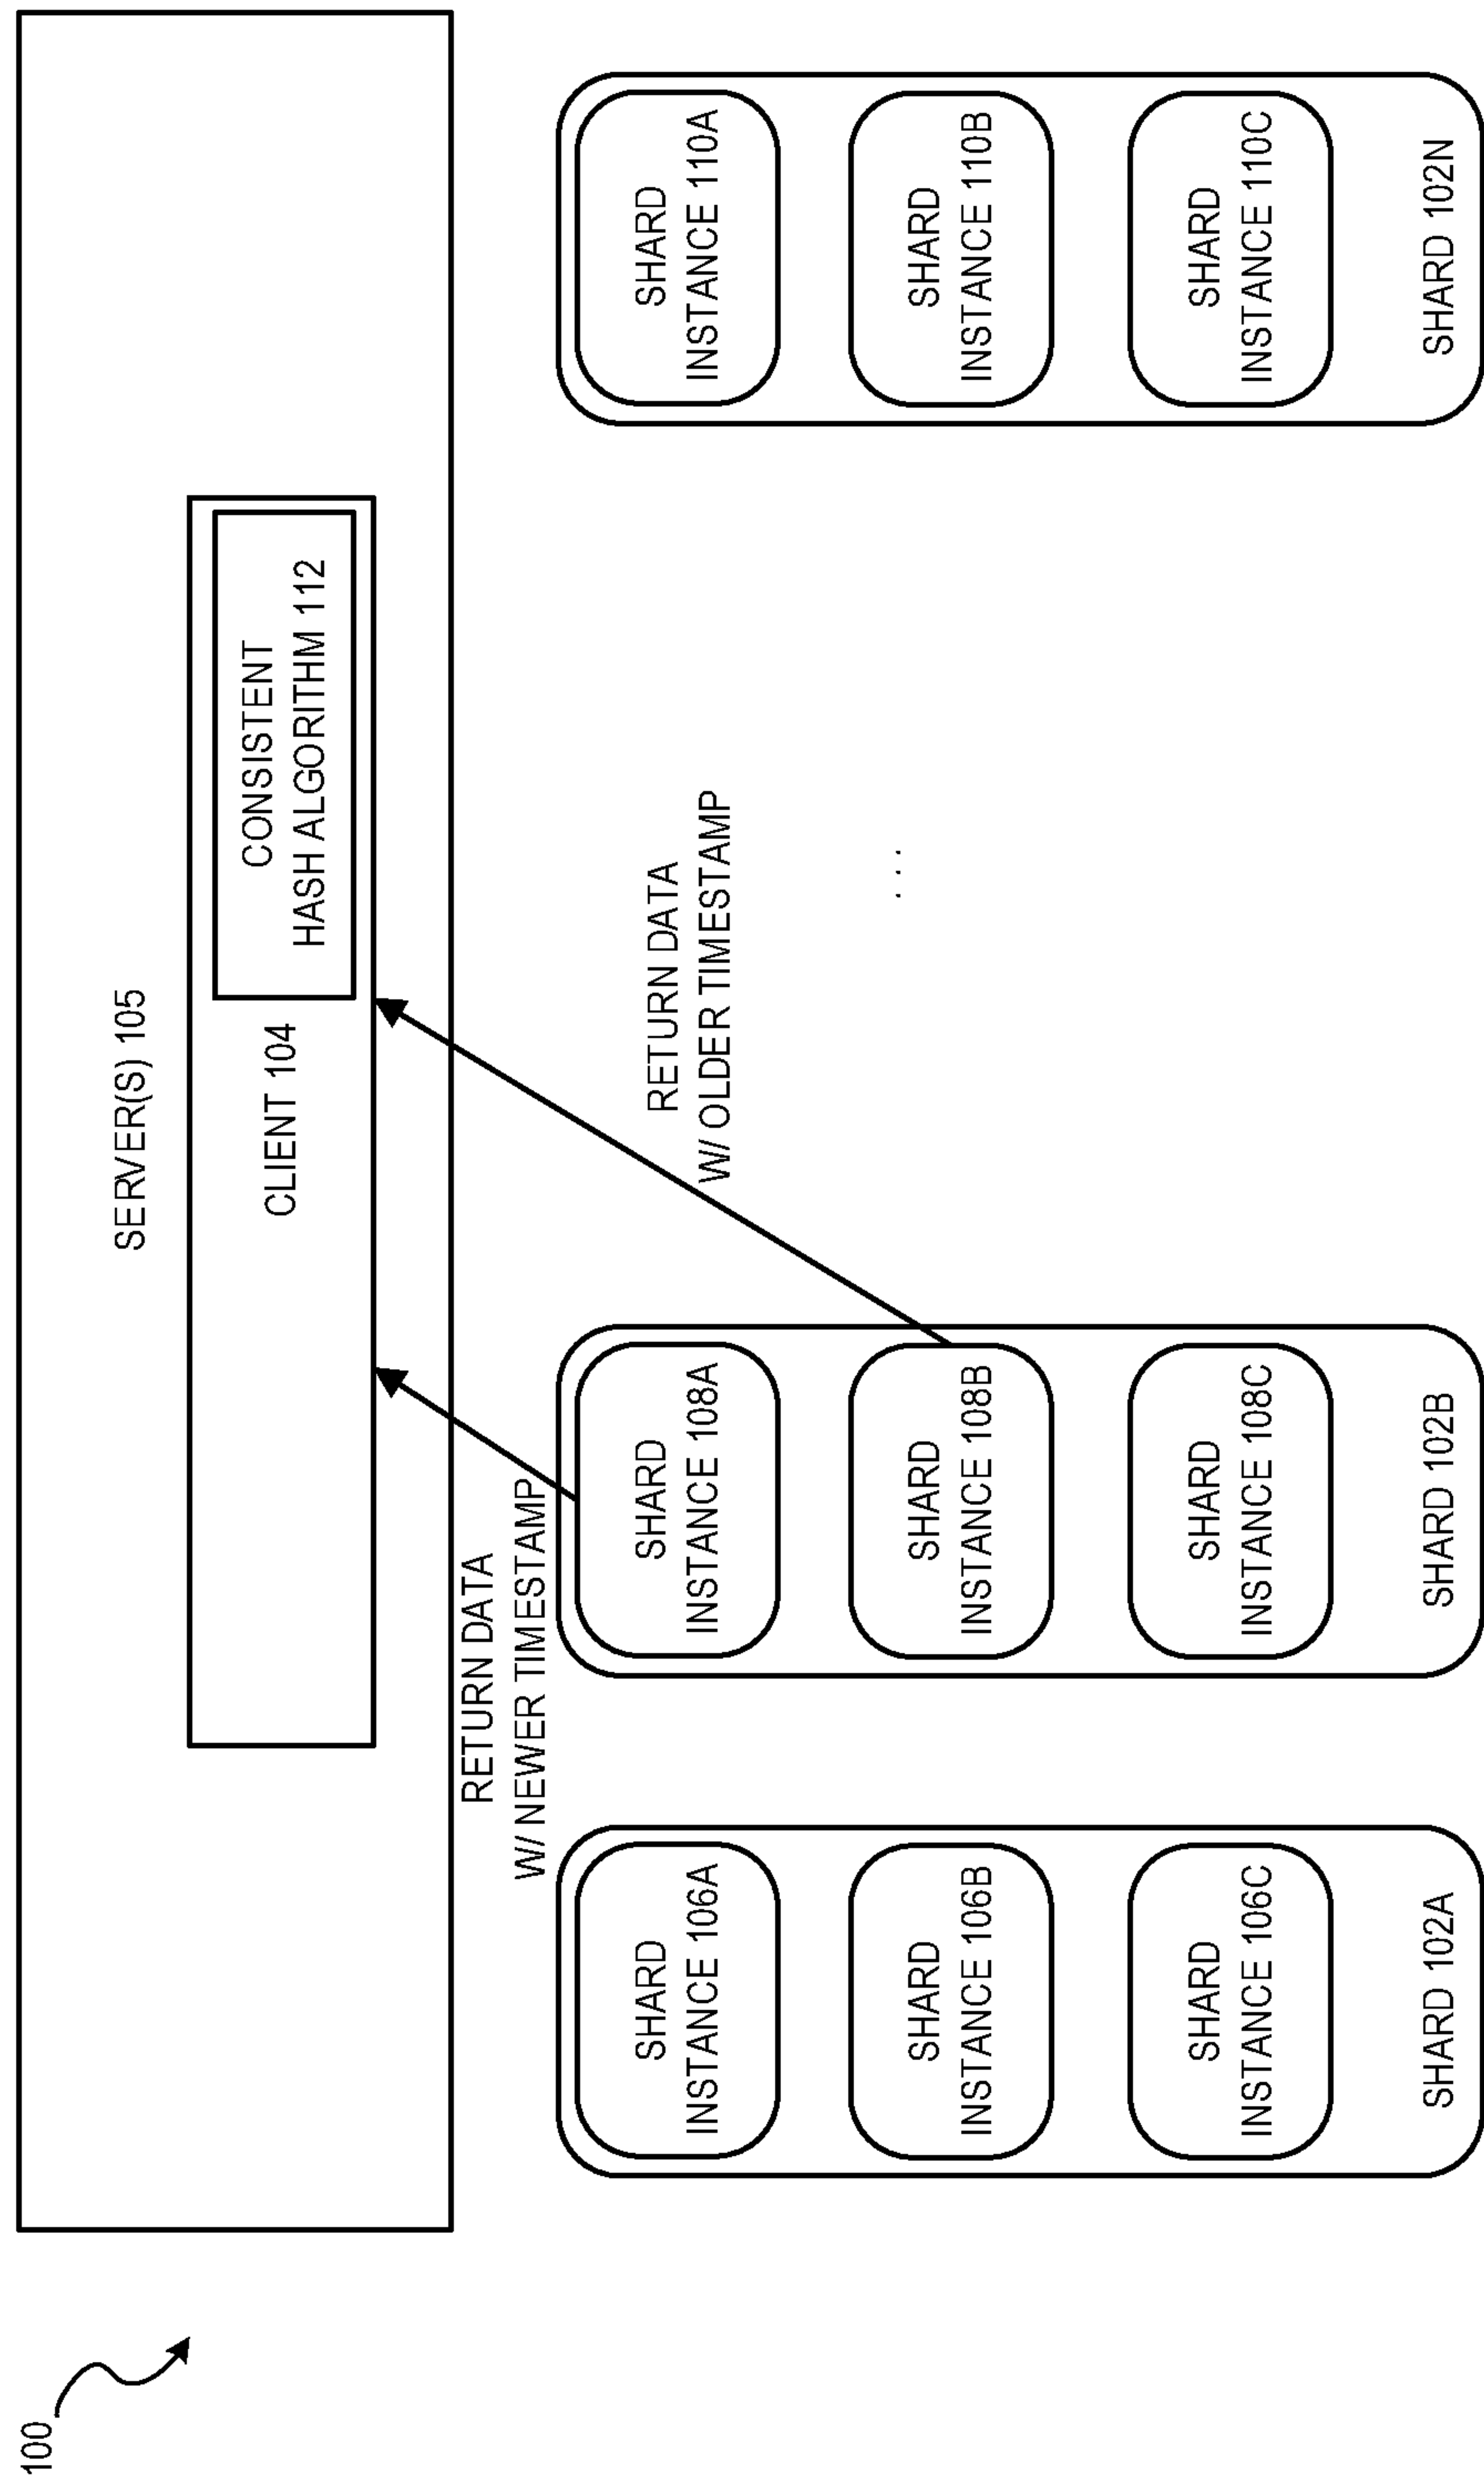 100
SERVER(S) 105
CLIENT 104
CONSISTENT
HASH ALGORITHM 112
RETURN DATA
W/ NEWER TIMESTAMP
RETURN DATA
W/ OLDER TIMESTAMP
SHARD
INSTANCE 106A
SHARD
INSTANCE 106B
SHARD
INSTANCE 106C
SHARD 102A
SHARD
INSTANCE 108A
SHARD
INSTANCE 108B
SHARD
INSTANCE 108C
SHARD 102B
. . .
SHARD
INSTANCE 110A
SHARD
INSTANCE 110B
SHARD
INSTANCE 110C
SHARD 102N